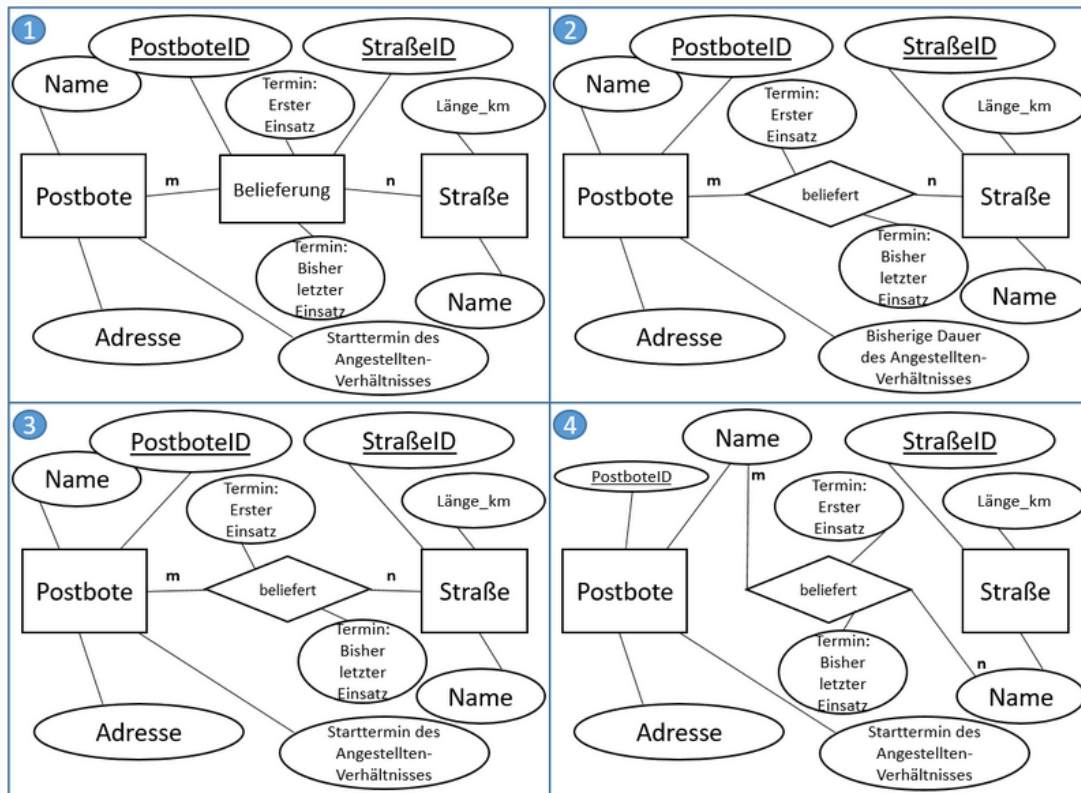 1
PostboteID
StraßeID
Name
Termin:
Erster
Einsatz
Länge_km
Postbote
m
Belieferung
n
Straße
Termin:
Bisher
letzter
Einsatz
Name
Adresse
Starttermin des
Angestellten-
Verhältnisses
2
PostboteID
StraßeID
Name
Termin:
Erster
Einsatz
Länge_km
Postbote
m
beliefert
n
Straße
Termin:
Bisher
letzter
Einsatz
Name
Adresse
Bisherige Dauer
des Angestellten-
Verhältnisses
3
PostboteID
StraßeID
Name
Termin:
Erster
Einsatz
Länge_km
Postbote
m
beliefert
n
Straße
Termin:
Bisher
letzter
Einsatz
Name
Adresse
Starttermin des
Angestellten-
Verhältnisses
4
Name
StraßeID
PostboteID
m
Termin:
Erster
Einsatz
Länge_km
Postbote
beliefert
Straße
Termin:
Bisher
letzter
Einsatz
n
Name
Adresse
Starttermin des
Angestellten-
Verhältnisses